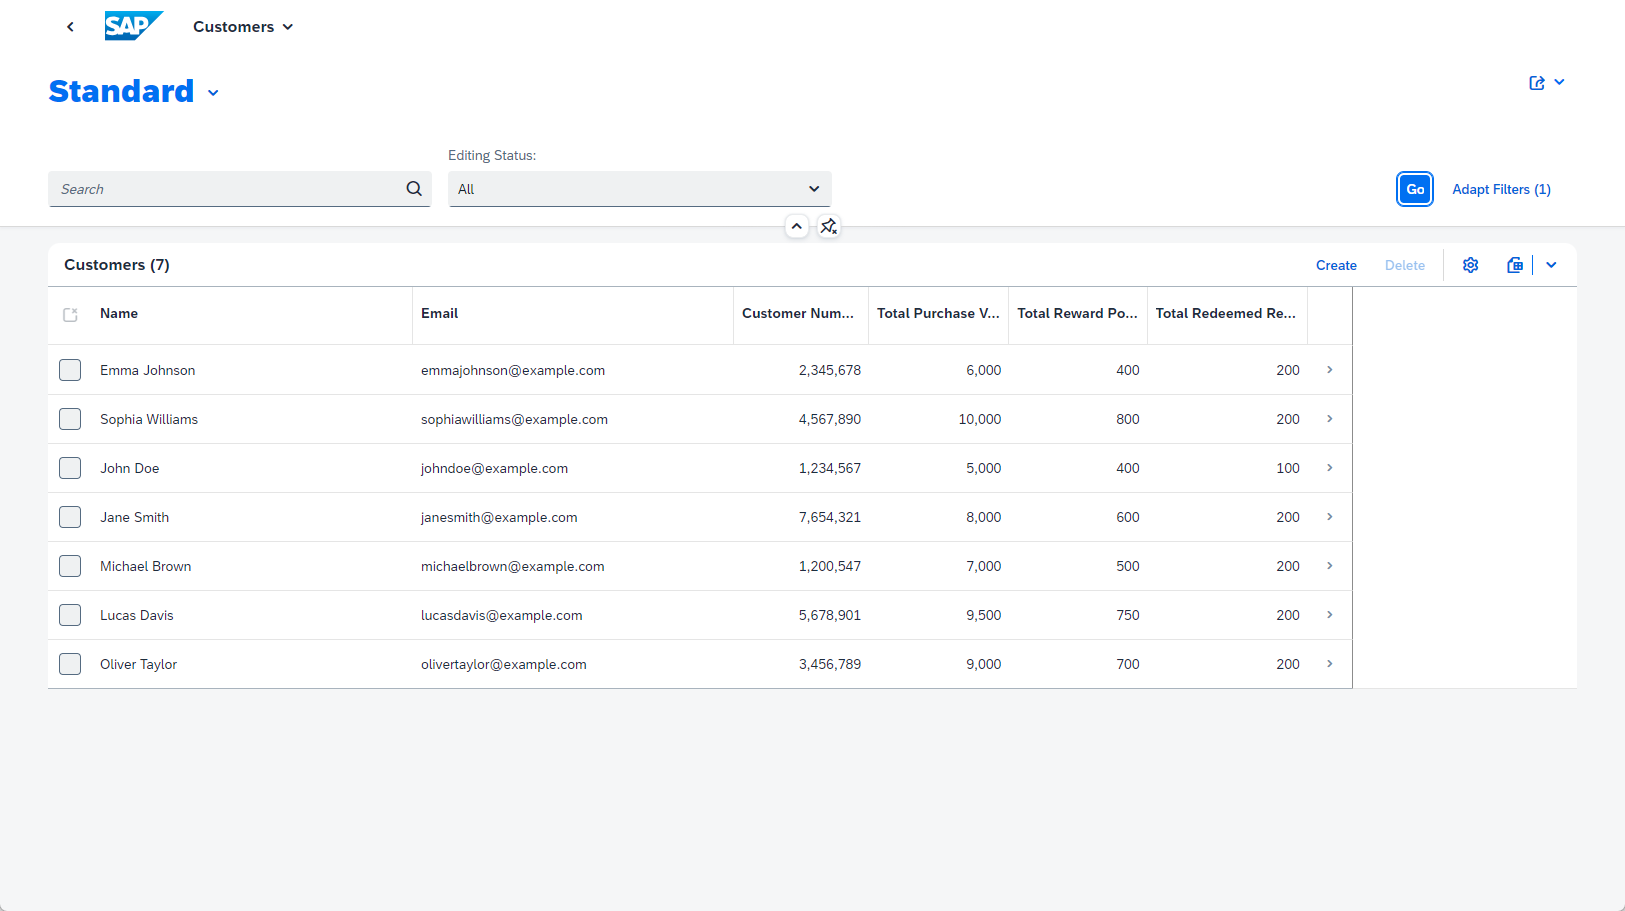 SAP
Customers
Standard
Editing Status:
Search
All
Go
Adapt Filters (1)
Customers (7)
Create
Delete
Name Email Customer Num... Total Purchase V... Total Reward Po... Total Redeemed Re...
Emma Johnson emmajohnson@example.com 2,345,678 6,000 400 200
Sophia Williams sophiawilliams@example.com 4,567,890 10,000 800 200
John Doe johndoe@example.com 1,234,567 5,000 400 100
Jane Smith janesmith@example.com 7,654,321 8,000 600 200
Michael Brown michaelbrown@example.com 1,200,547 7,000 500 200
Lucas Davis lucasdavis@example.com 5,678,901 9,500 750 200
Oliver Taylor olivertaylor@example.com 3,456,789 9,000 700 200